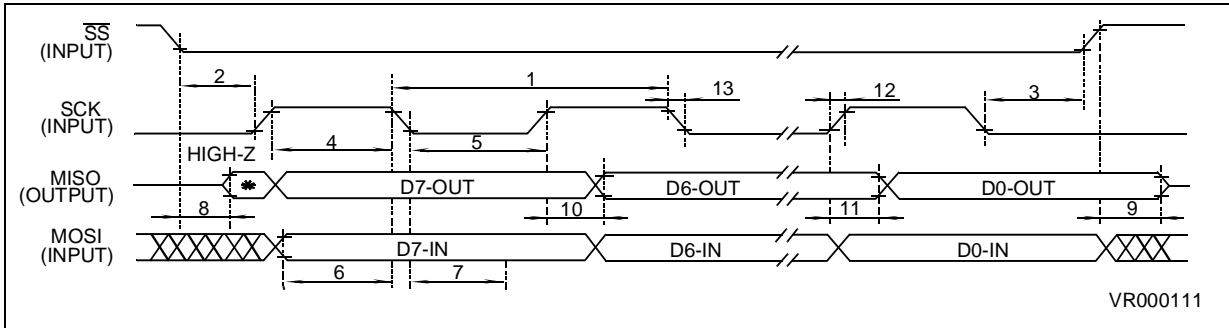 SS
(INPUT)
2
1
13
12
3
SCK
(INPUT)
4
5
HIGH-Z
MISO
(OUTPUT)
*
D7-OUT
D6-OUT
D0-OUT
8
10
11
9
MOSI
(INPUT)
D7-IN
D6-IN
D0-IN
6
7
VR000111